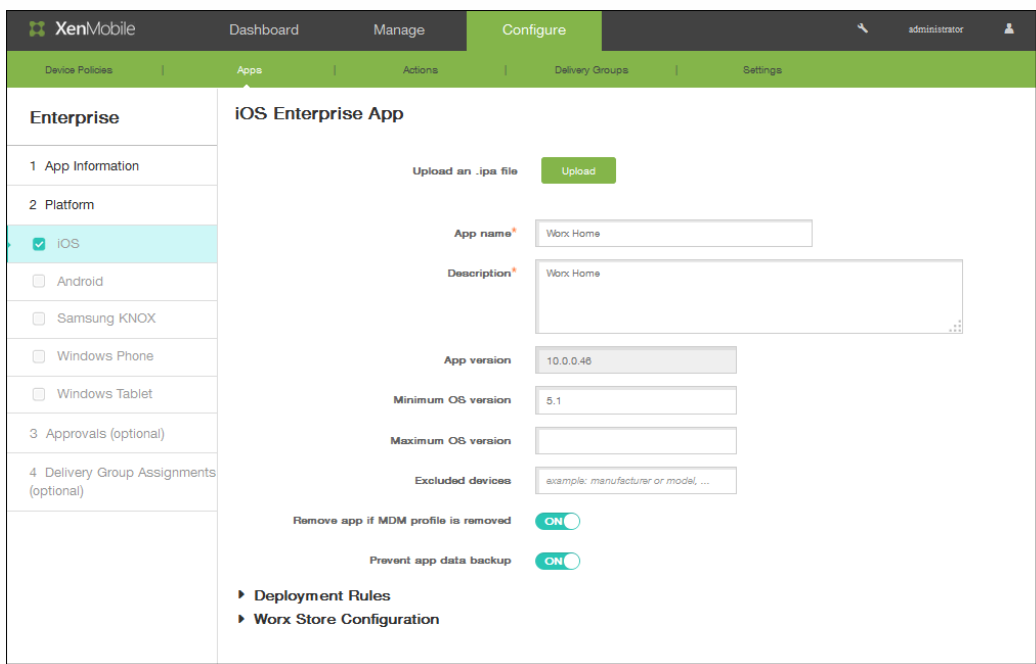 XenMobile Dashboard Manage Configure administrator
Device Policies | Apps | Actions | Delivery Groups | Settings
Enterprise
1 App Information
2 Platform
iOS
Android
Samsung KNOX
Windows Phone
Windows Tablet
3 Approvals (optional)
4 Delivery Group Assignments
(optional)
iOS Enterprise App
Upload an .ipa file Upload
App name* Worx Home
Description* Worx Home
App version 10.0.0.46
Minimum OS version 5.1
Maximum OS version
Excluded devices example: manufacturer or model, ...
Remove app if MDM profile is removed ON
Prevent app data backup ON
Deployment Rules
Worx Store Configuration